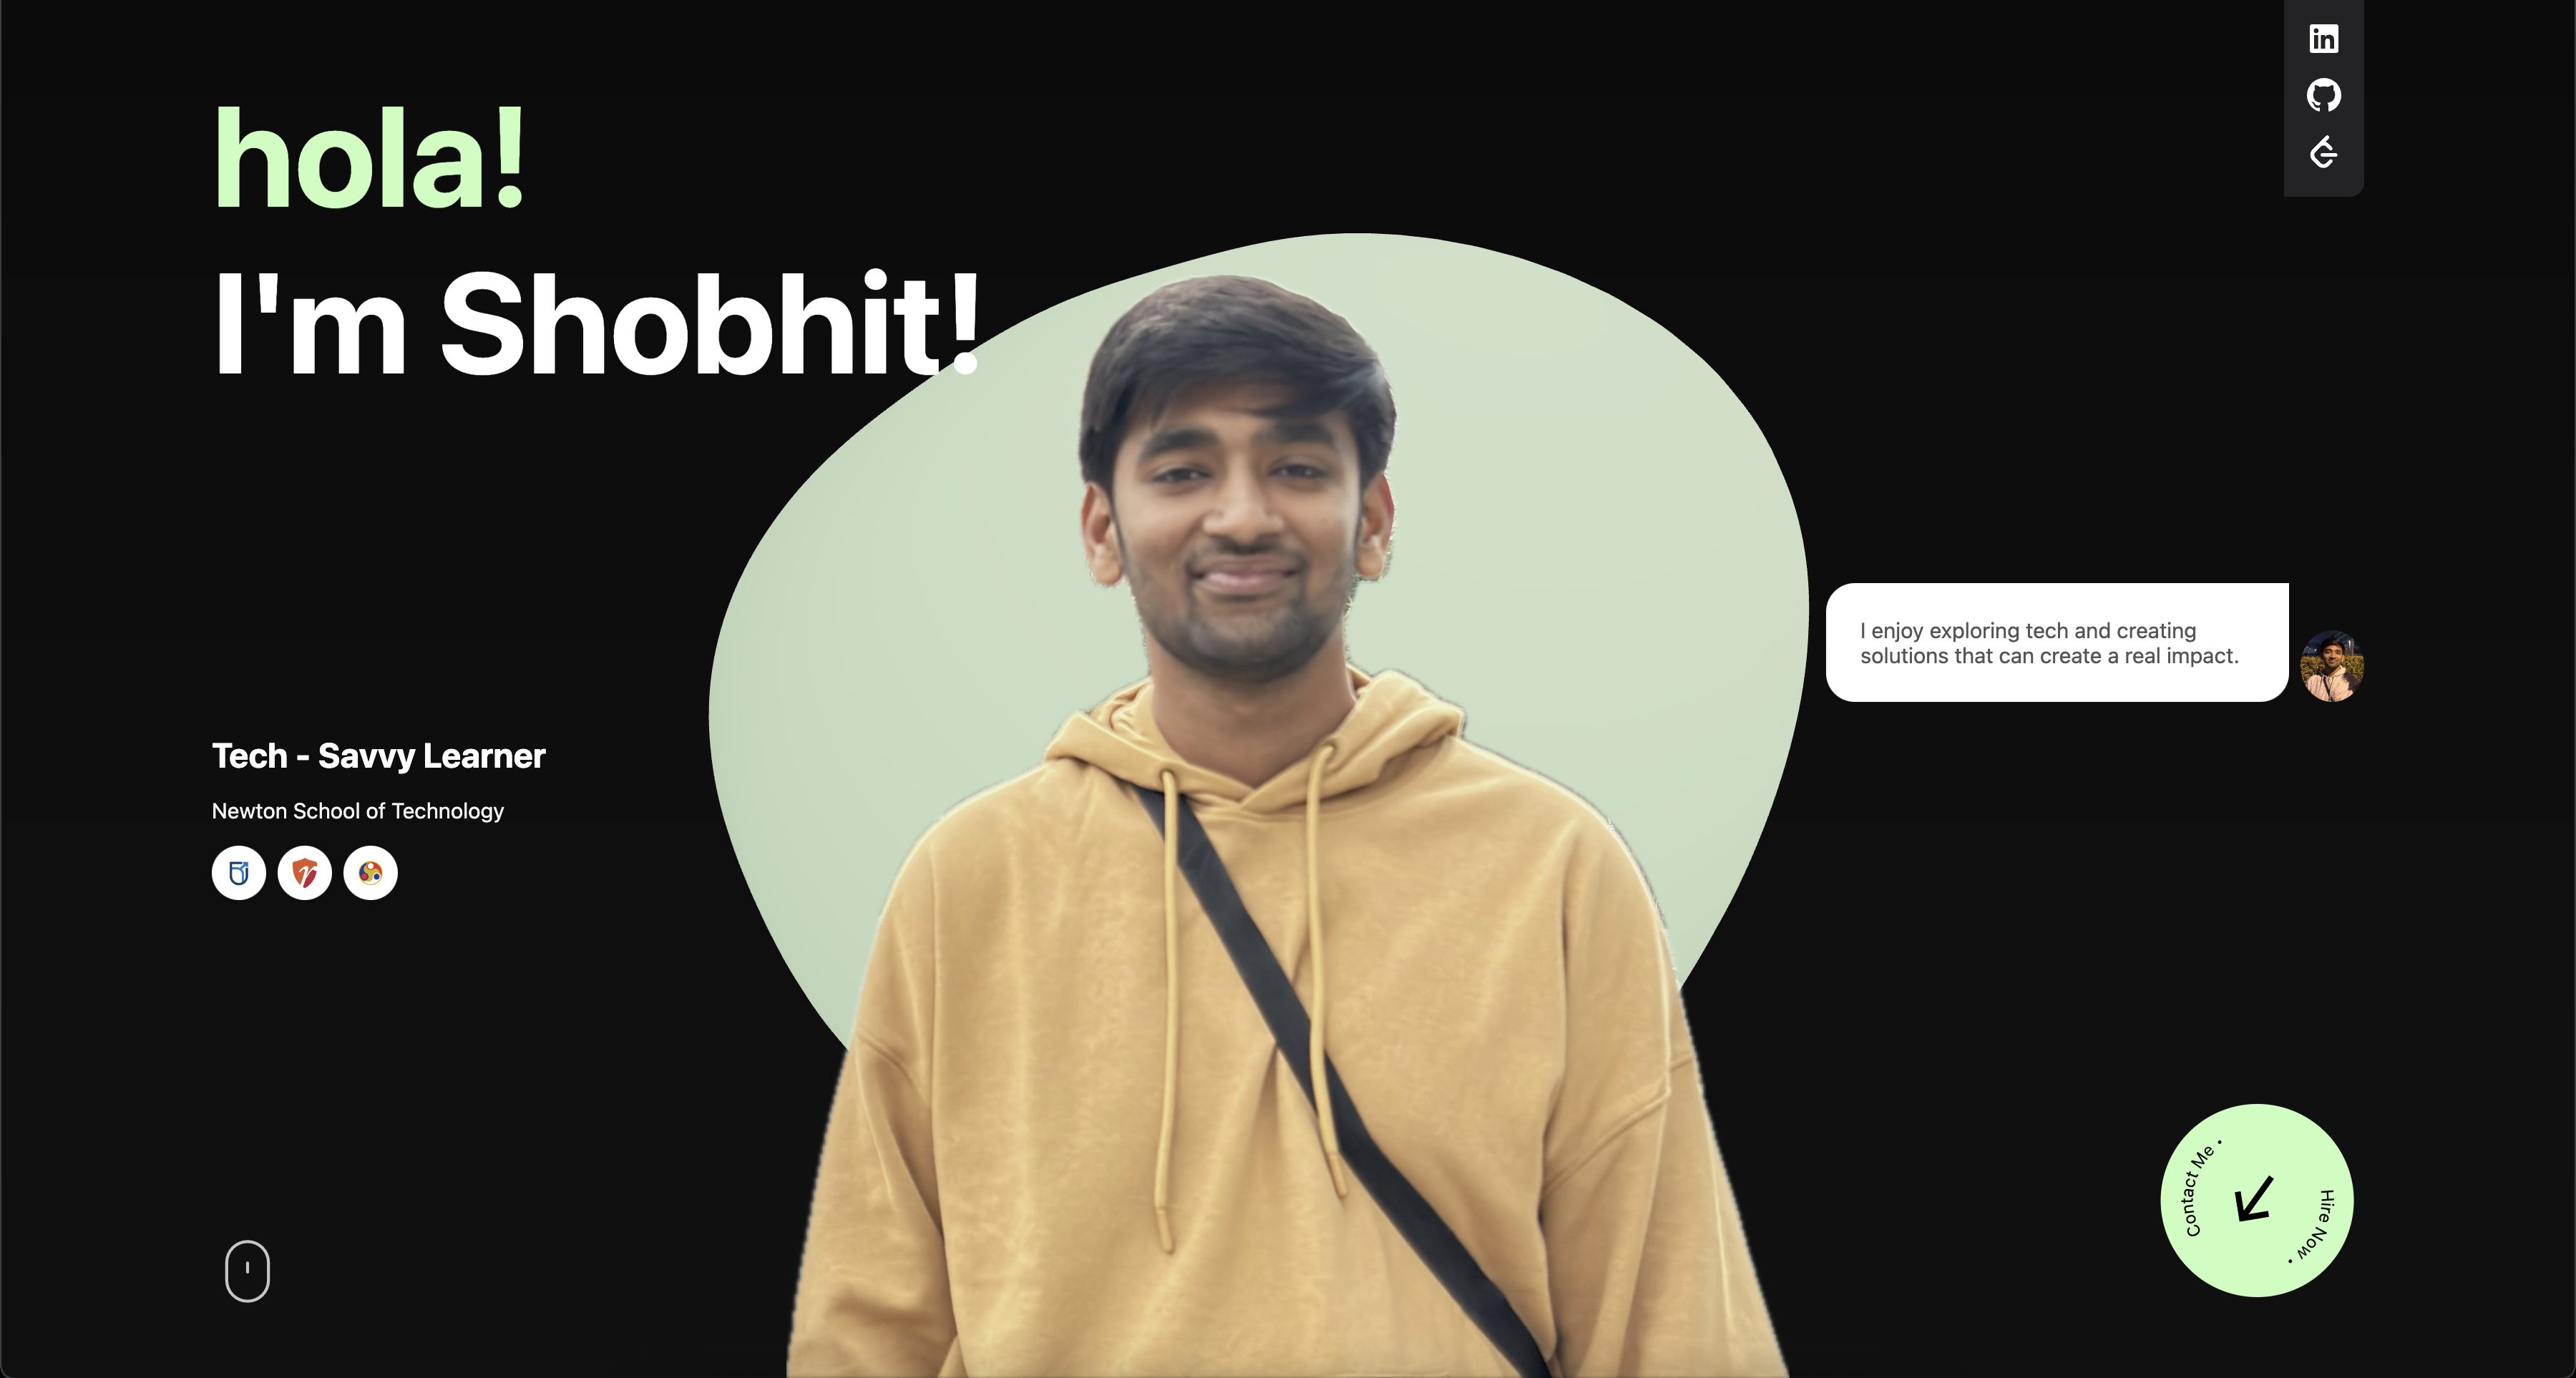 hola!
I'm Shobhit!
I enjoy exploring tech and creating
solutions that can create a real impact.
Tech - Savvy Learner
Newton School of Technology
Contact Me •
Hire Now •